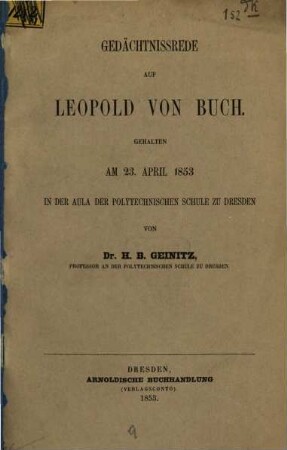 GEDÄCHTNISSREDE
AUF
LEOPOLD VON BUCH.
GEHALTEN
AM 23. APRIL 1853
IN DER AULA DER POLYTECHNISCHEN SCHULE ZU DRESDEN
VON
Dr. H. B. GEINITZ,
PROFESSOR AN DER POLYTECHNISCHEN SCHULE ZU DRESDEN
DRESDEN,
ARNOLDISCHE BUCHHANDLUNG
(VERLAGSCONTO).
1853.